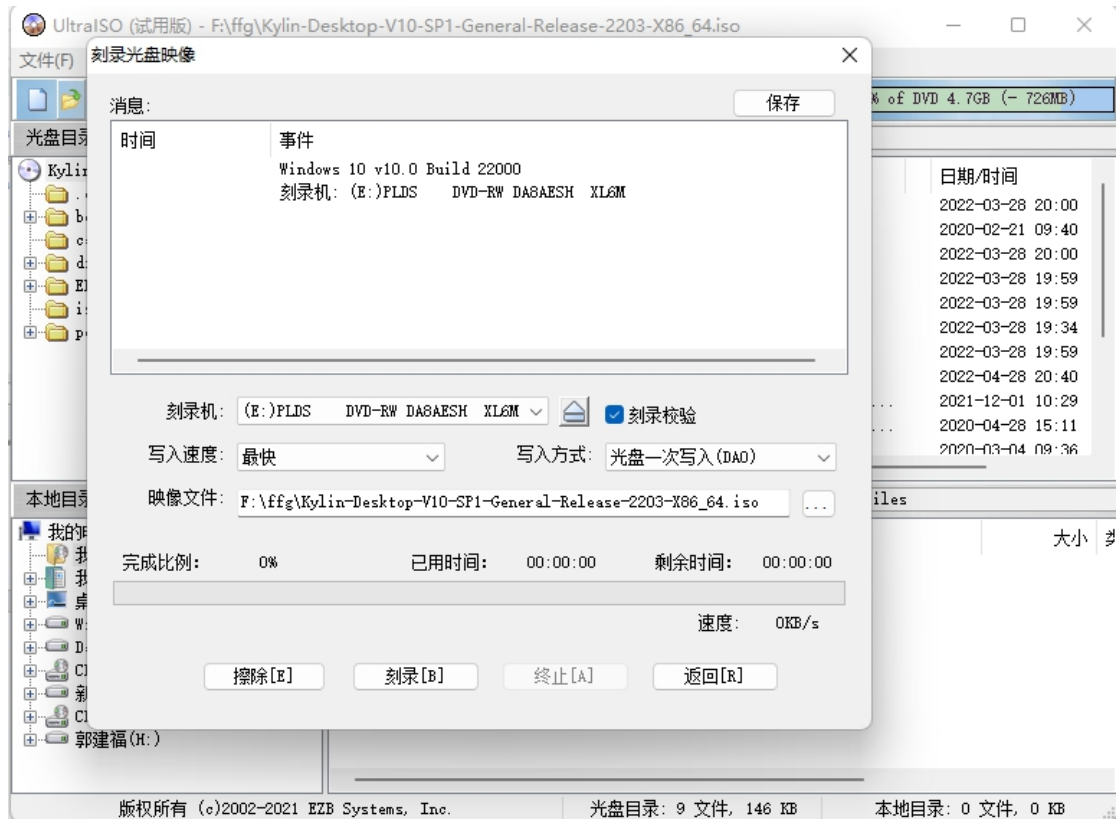 UltraISO (试用版) - F:\ffg\Kylin-Desktop-V10-SP1-General-Release-2203-X86_64.iso
文件(F)
刻录光盘映像
消息:
保存
% of DVD 4.7GB (- 726MB)
光盘目录
时间 事件
Windows 10 v10.0 Build 22000
刻录机: (E:)PLDS DVD-RW DA8AESH XL6M
日期/时间
2022-03-28 20:00
2020-02-21 09:40
2022-03-28 20:00
2022-03-28 19:59
2022-03-28 19:59
2022-03-28 19:34
2022-03-28 19:59
2022-04-28 20:40
2021-12-01 10:29
2020-04-28 15:11
2020-03-04 09:36
刻录机: (E:)PLDS DVD-RW DA8AESH XL6M 刻录校验
写入速度: 最快 写入方式: 光盘一次写入(DAO)
映像文件: F:\ffg\Kylin-Desktop-V10-SP1-General-Release-2203-X86_64.iso ...
完成比例: 0% 已用时间: 00:00:00 剩余时间: 00:00:00
速度: 0KB/s
擦除[E] 刻录[B] 终止[A] 返回[R]
本地目录
iles
大小
我的
郭建福(H:)
版权所有 (c)2002-2021 EZB Systems, Inc. 光盘目录: 9 文件, 146 KB 本地目录: 0 文件, 0 KB